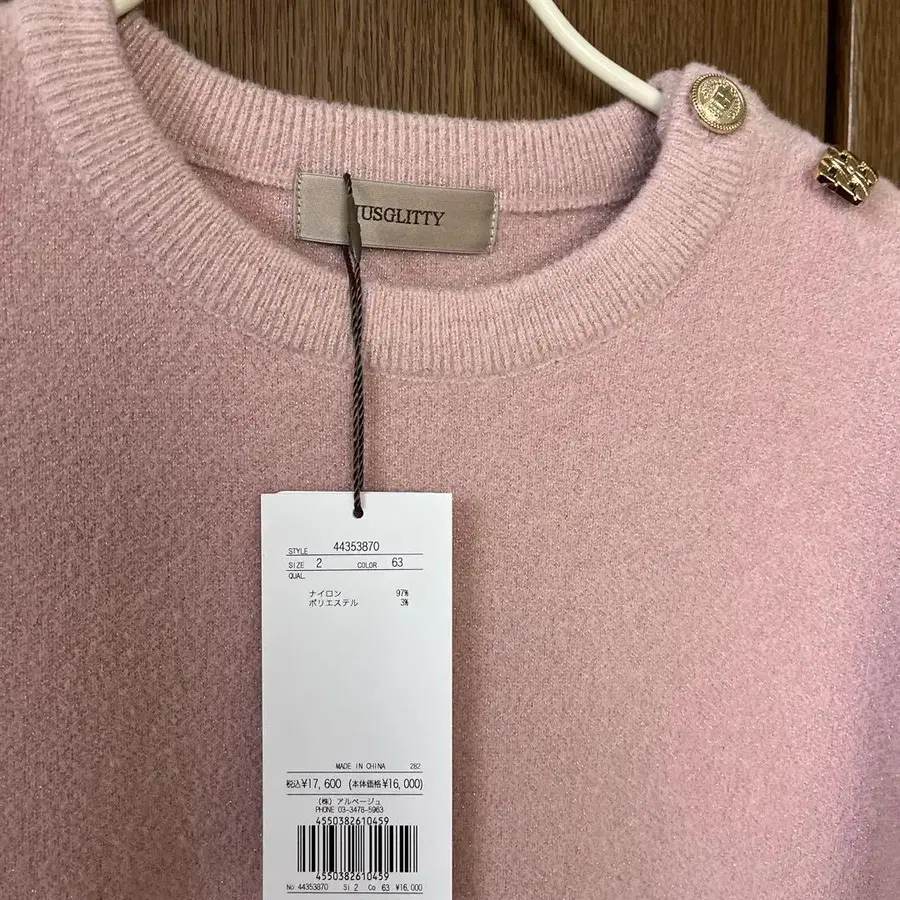 JUSGLITTY
STYLE 44353870
SIZE 2 COLOR 63
QUAL.
ナイロン 97%
ポリエステル 3%
MADE IN CHINA 282
税込¥17,600 (本体価格¥16,000)
(株) アルページュ
PHONE 03-3478-5963
4550382610459
4550382610459
No 44353870 Si 2 Co 63 ¥16,000